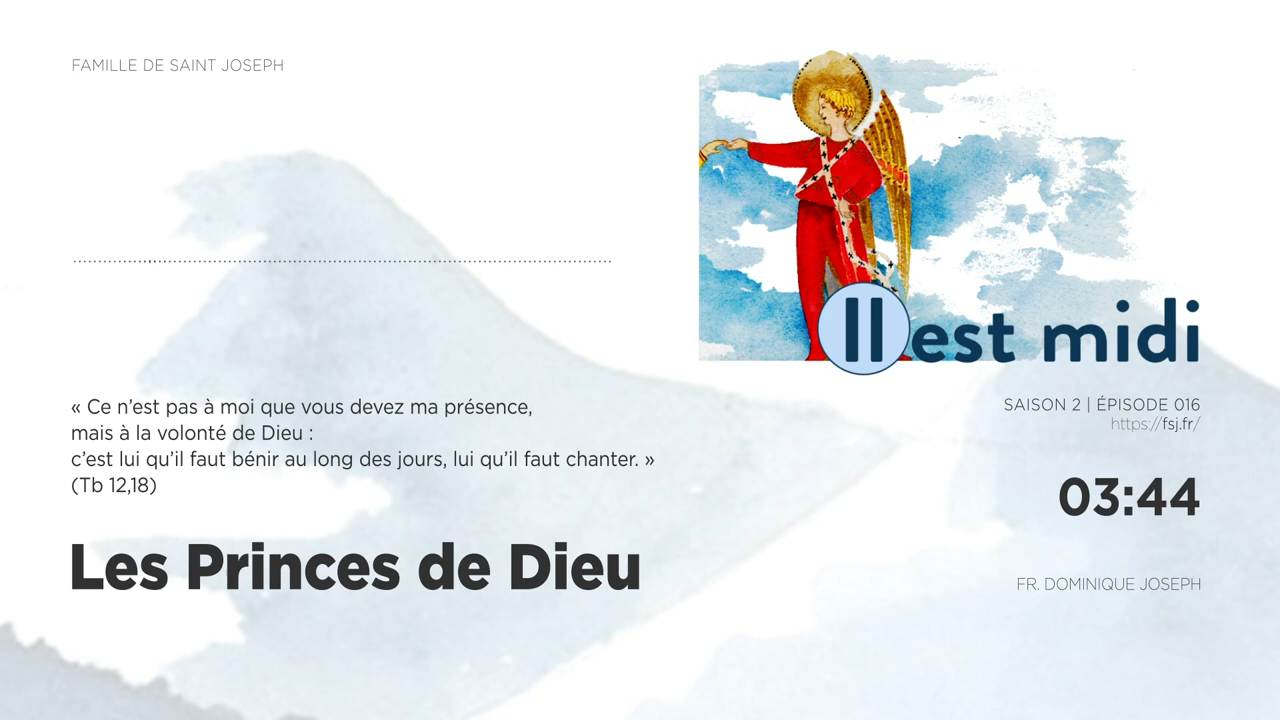 FAMILLE DE SAINT JOSEPH
Il est midi
SAISON 2 | ÉPISODE 016
https://fsj.fr/
03:44
« Ce n’est pas à moi que vous devez ma présence,
mais à la volonté de Dieu :
c’est lui qu’il faut bénir au long des jours, lui qu’il faut chanter. »
(Tb 12,18)
Les Princes de Dieu
FR. DOMINIQUE JOSEPH